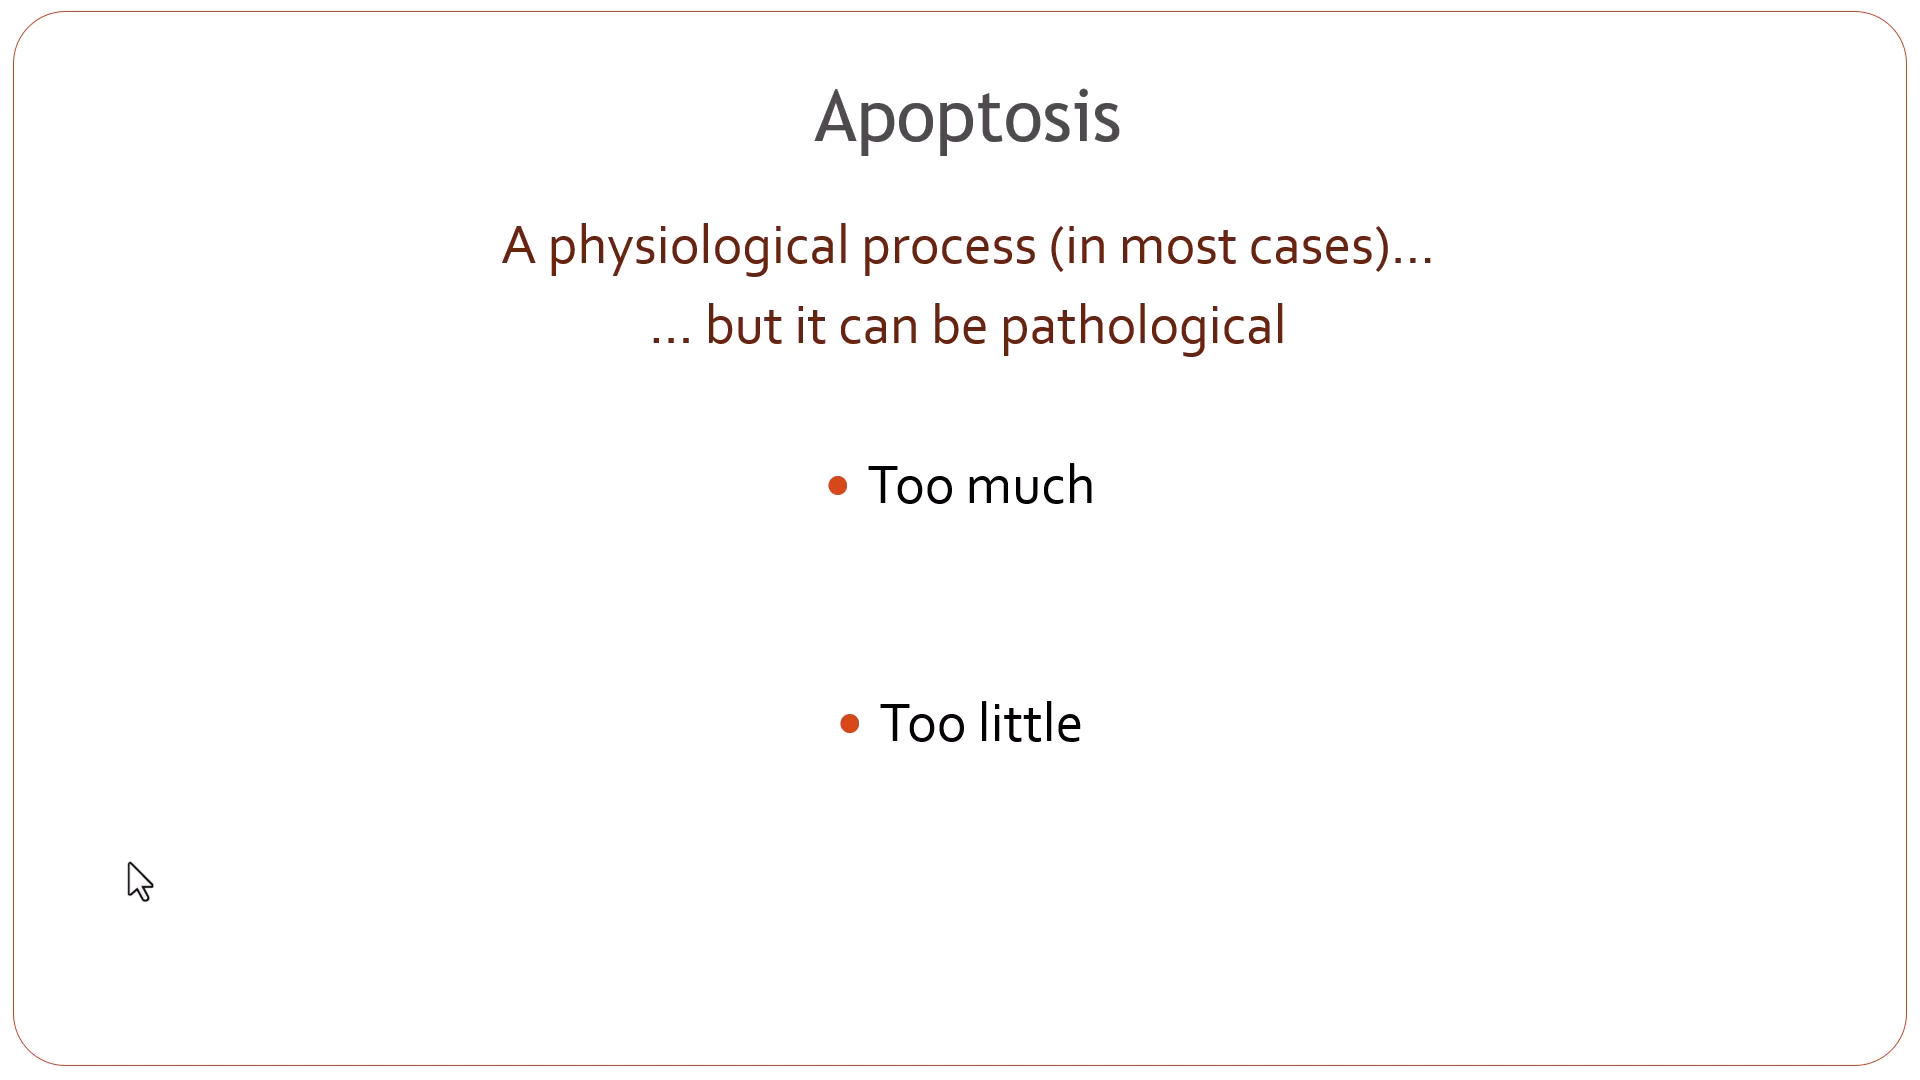 Apoptosis
A physiological process (in most cases)...
... but it can be pathological
• Too much
• Too little